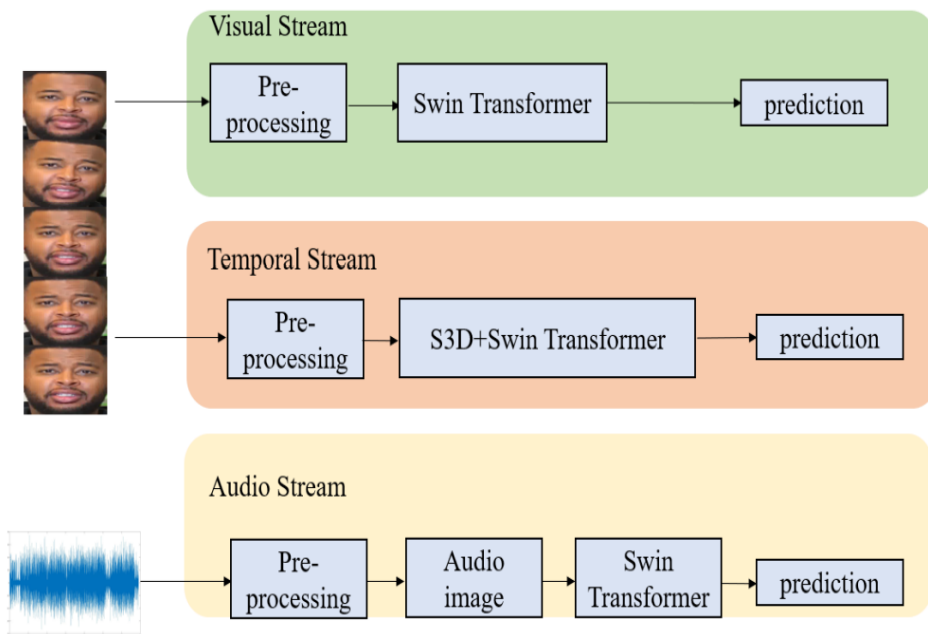 Visual Stream
Pre-
processing
Swin Transformer
prediction
Temporal Stream
Pre-
processing
S3D+Swin Transformer
prediction
Audio Stream
Pre-
processing
Audio
image
Swin
Transformer
prediction